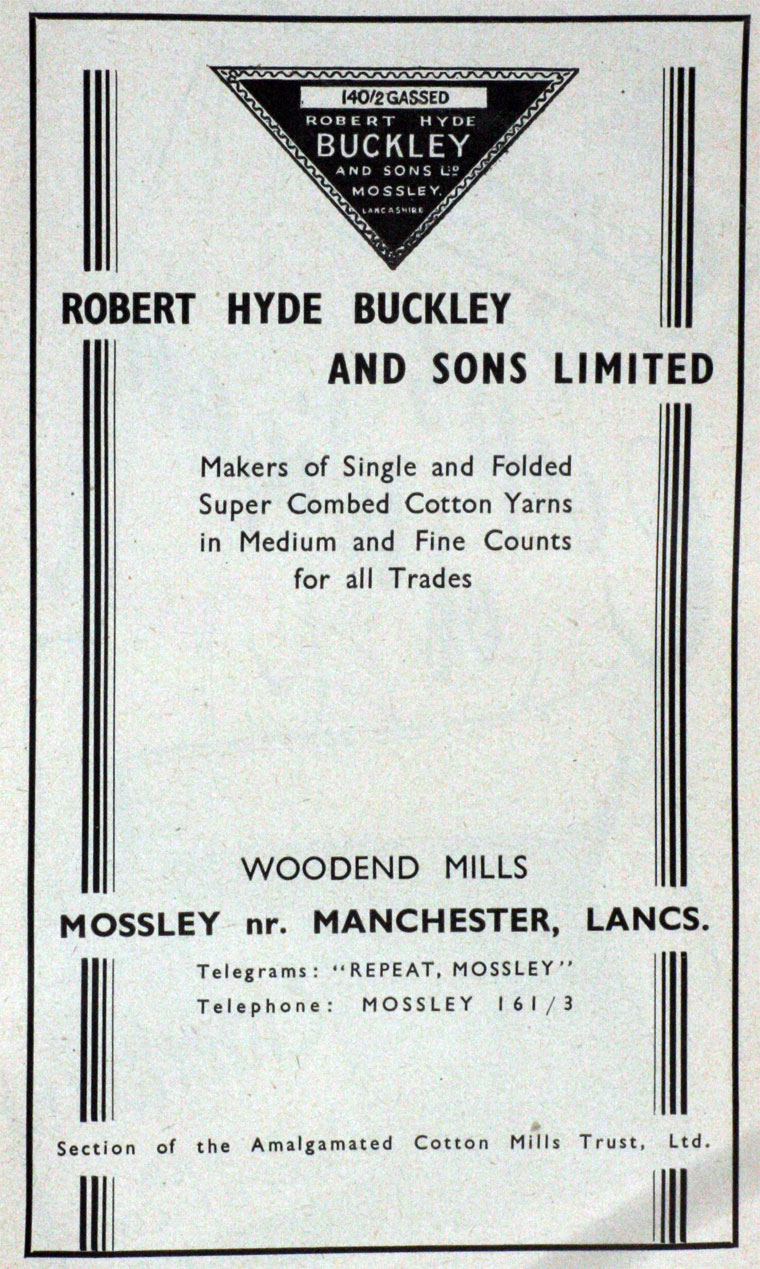 140/2 GASSED
ROBERT HYDE
BUCKLEY
AND SONS LD
MOSSLEY.
LANCASHIRE
ROBERT HYDE BUCKLEY
AND SONS LIMITED
Makers of Single and Folded
Super Combed Cotton Yarns
in Medium and Fine Counts
for all Trades
WOODEND MILLS
MOSSLEY nr. MANCHESTER, LANCS.
Telegrams: "REPEAT, MOSSLEY"
Telephone: MOSSLEY 161/3
Section of the Amalgamated Cotton Mills Trust, Ltd.